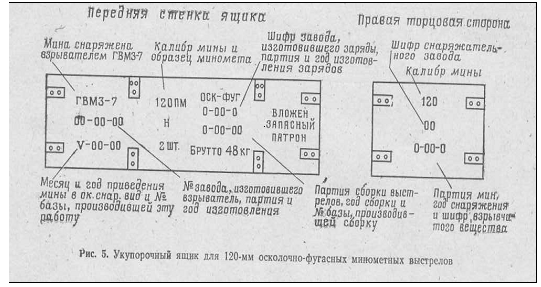 Передняя стенка ящика
Правая торцовая сторона
Мина снаряжена
взрывателем ГВМЗ-7
Калибр мины и
образец миномета
Шифр завода,
изготовившего заряды,
партия и год изготов-
ления зарядов
Шифр снаряжатель-
ного завода
Калибр мины
ГВМЗ-7
00-00-00
V-00-00
120ПМ
Н
2 ШТ.
ОСК-ФУГ
0-00-0
0-00-00
БРУТТО 48 КГ
ВЛОЖЕН
ЗАПАСНЫЙ
ПАТРОН
120
00
0-00-0
Месяц и год приведения
мины в ок. снар. вид и №
базы, производившей эту
работу
№ завода, изготовившего
взрыватель, партия и
год изготовления
Партия сборки выст-
релов, год сборки и
№ базы, производив-
шей сборку
Партия мин,
год снаряжения
и шифр взрывча-
того вещества
Рис. 5. Укупорочный ящик для 120-мм осколочно-фугасных минометных выстрелов